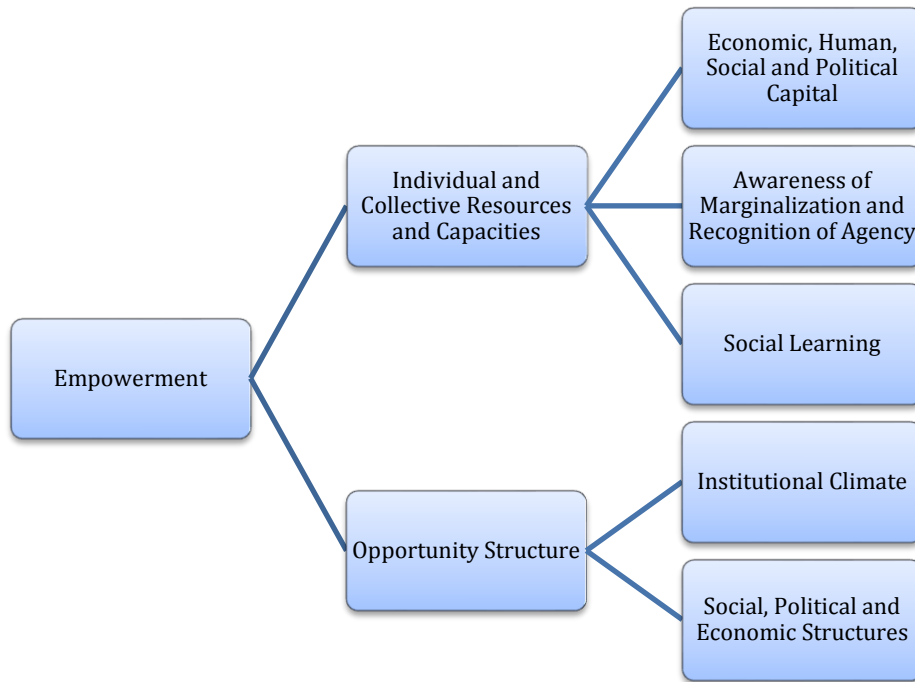 Empowerment
Individual and
Collective Resources
and Capacities
Opportunity Structure
Economic, Human,
Social and Political
Capital
Awareness of
Marginalization and
Recognition of Agency
Social Learning
Institutional Climate
Social, Political and
Economic Structures